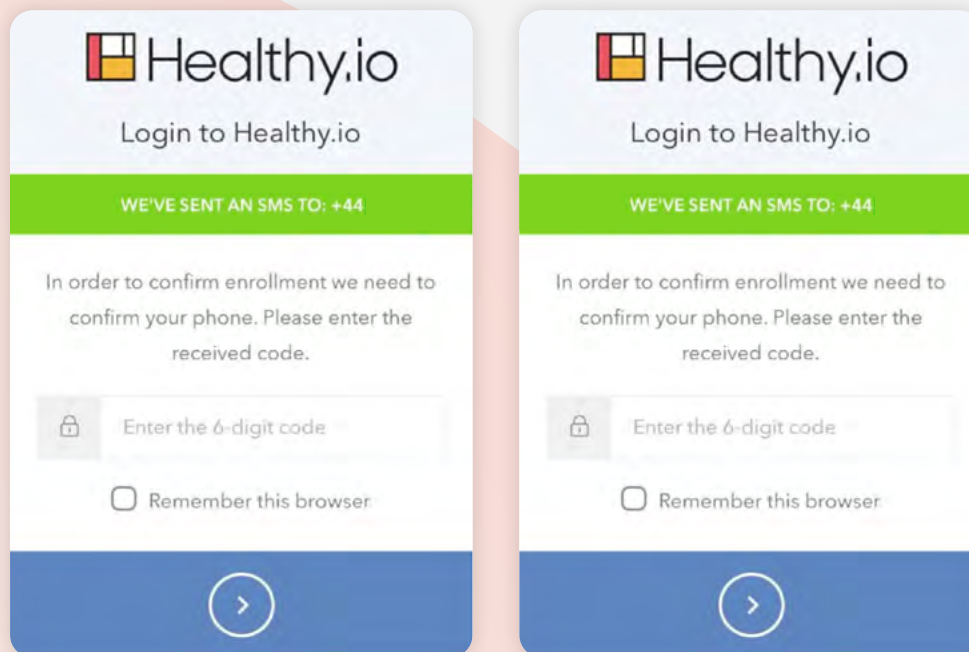 Healthy.io
Login to Healthy.io
WE'VE SENT AN SMS TO: +44
In order to confirm enrollment we need to
confirm your phone. Please enter the
received code.
Enter the 6-digit code
Remember this browser
Healthy.io
Login to Healthy.io
WE'VE SENT AN SMS TO: +44
In order to confirm enrollment we need to
confirm your phone. Please enter the
received code.
Enter the 6-digit code
Remember this browser